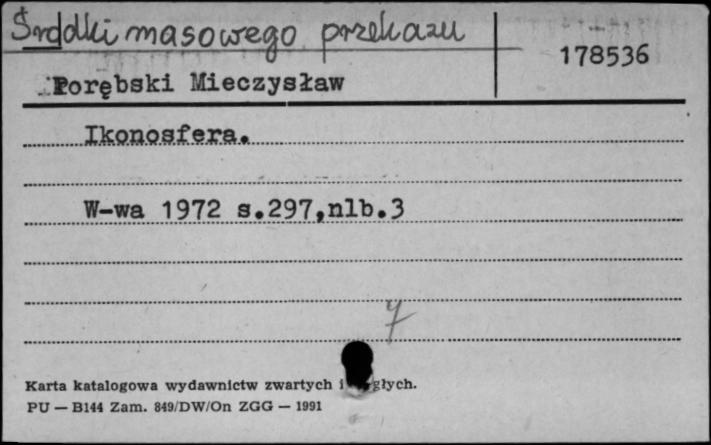 Środki masowego przekazu
178536
Porębski Mieczysław
Ikonosfera.
W-wa 1972 s.297,nlb.3
Karta katalogowa wydawnictw zwartych i głych.
PU — B144 Zam. 849/DW/On ZGG — 1991